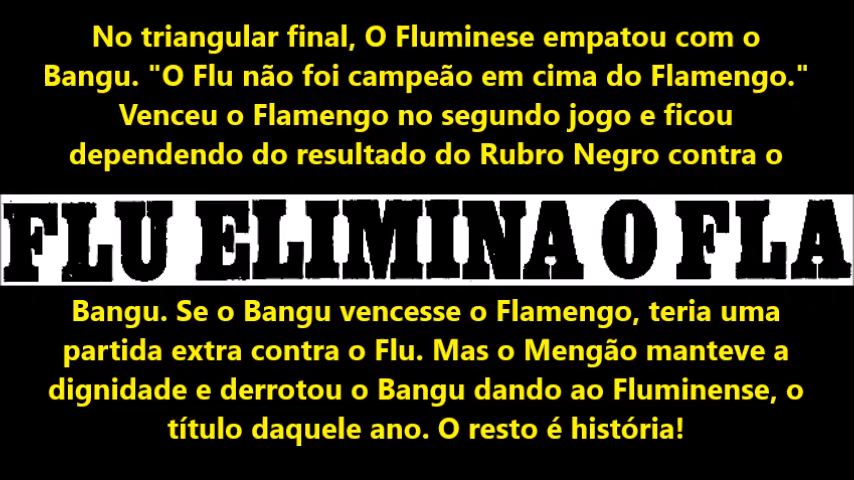 No triangular final, O Fluminese empatou com o
Bangu. "O Flu não foi campeão em cima do Flamengo."
Venceu o Flamengo no segundo jogo e ficou
dependendo do resultado do Rubro Negro contra o
FLU ELIMINA O FLA
Bangu. Se o Bangu vencesse o Flamengo, teria uma
partida extra contra o Flu. Mas o Mengão manteve a
dignidade e derrotou o Bangu dando ao Fluminense, o
título daquele ano. O resto é história!